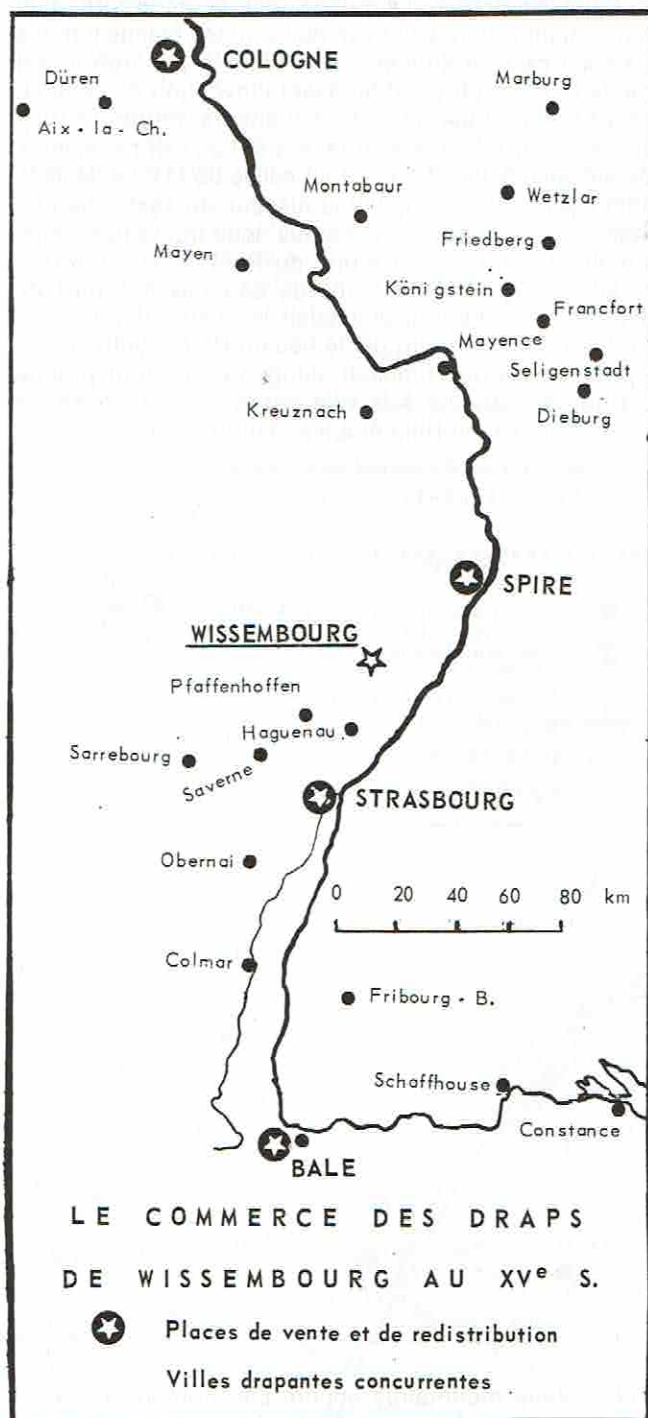 COLOGNE
Düren
Aix - la - Ch.
Marburg
Montabaur
Wetzlar
Friedberg
Mayen
Königstein
Francfort
Mayence
Seligenstadt
Kreuznach
Dieburg
SPIRE
WISSEMBOURG
Pfaffenhoffen
Haguenau
Sarrebourg
Saverne
STRASBOURG
Obernai
0 20 40 60 80 km
Colmar
Fribourg - B.
Schaffhouse
Constance
BALE
LE COMMERCE DES DRAPS
DE WISSEMBOURG AU XVe S.
Places de vente et de redistribution
Villes drapantes concurrentes